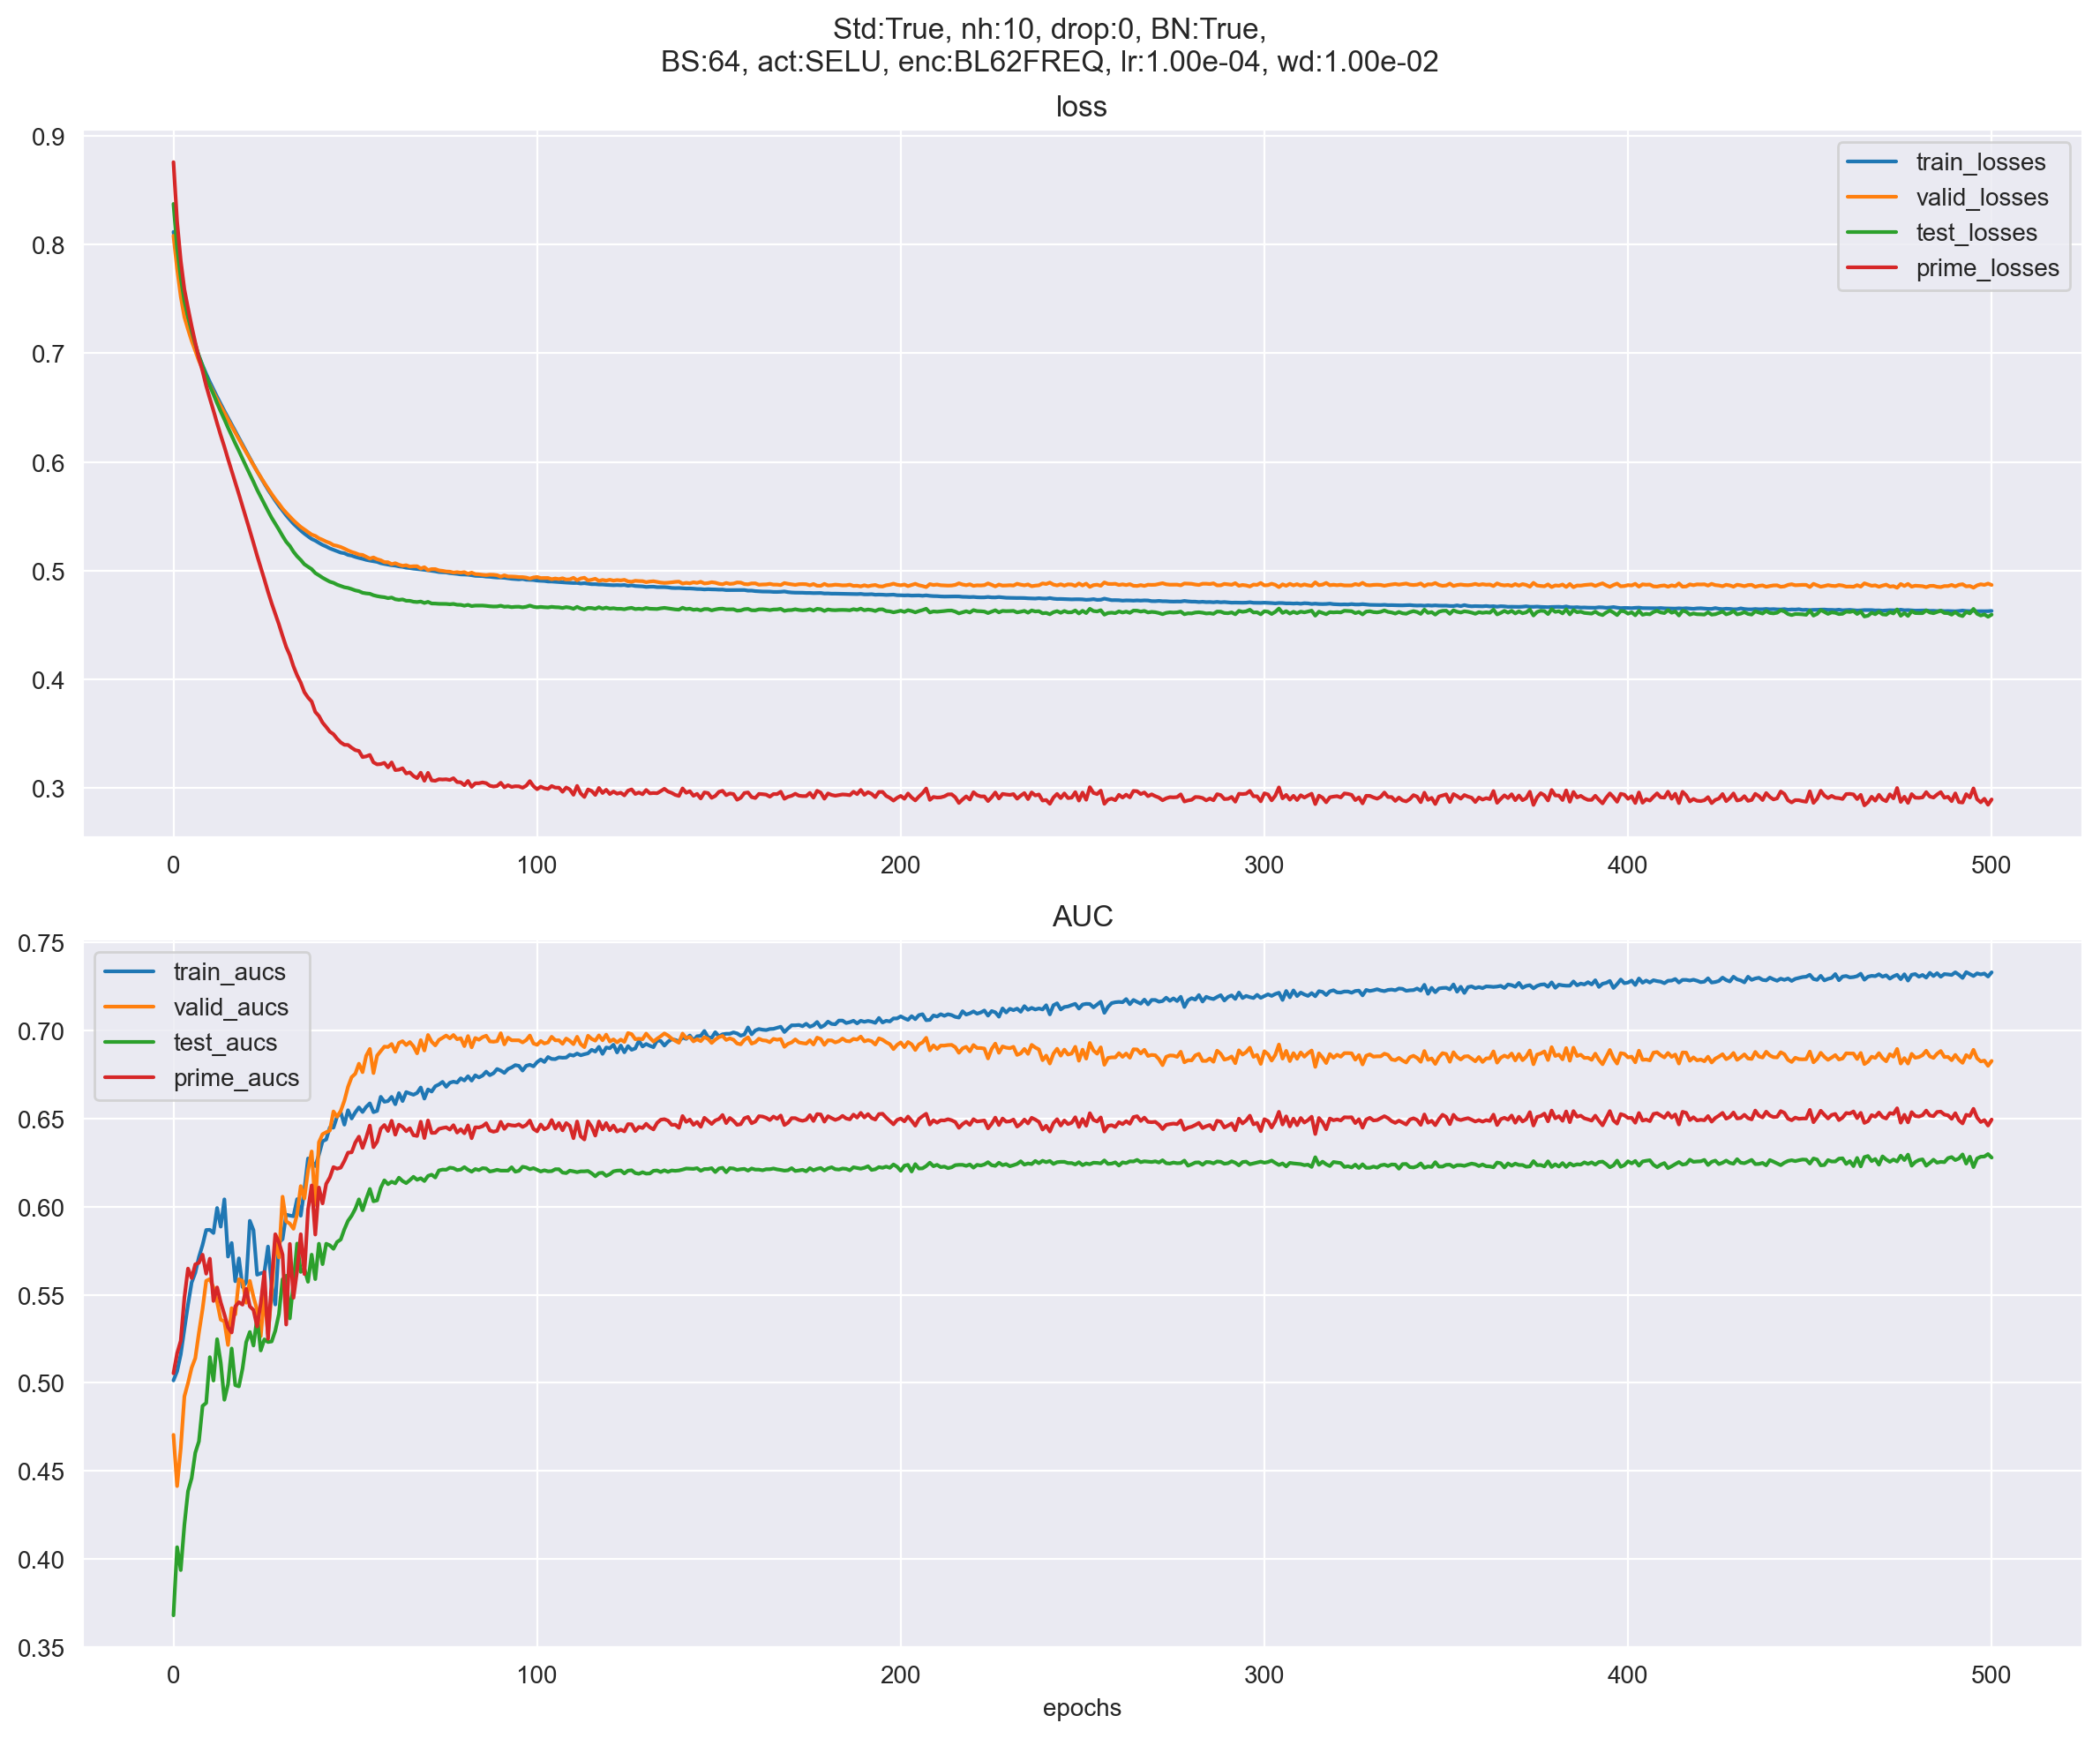 Std:True, nh:10, drop:0, BN:True,
BS:64, act:SELU, enc:BL62FREQ, lr:1.00e-04, wd:1.00e-02
loss
0.9
0.8
0.7
0.6
0.5
0.4
0.3
train_losses
valid_losses
test_losses
prime_losses
0 100 200 300 400 500
AUC
0.75
0.70
0.65
0.60
0.55
0.50
0.45
0.40
0.35
train_aucs
valid_aucs
test_aucs
prime_aucs
0 100 200 300 400 500
epochs